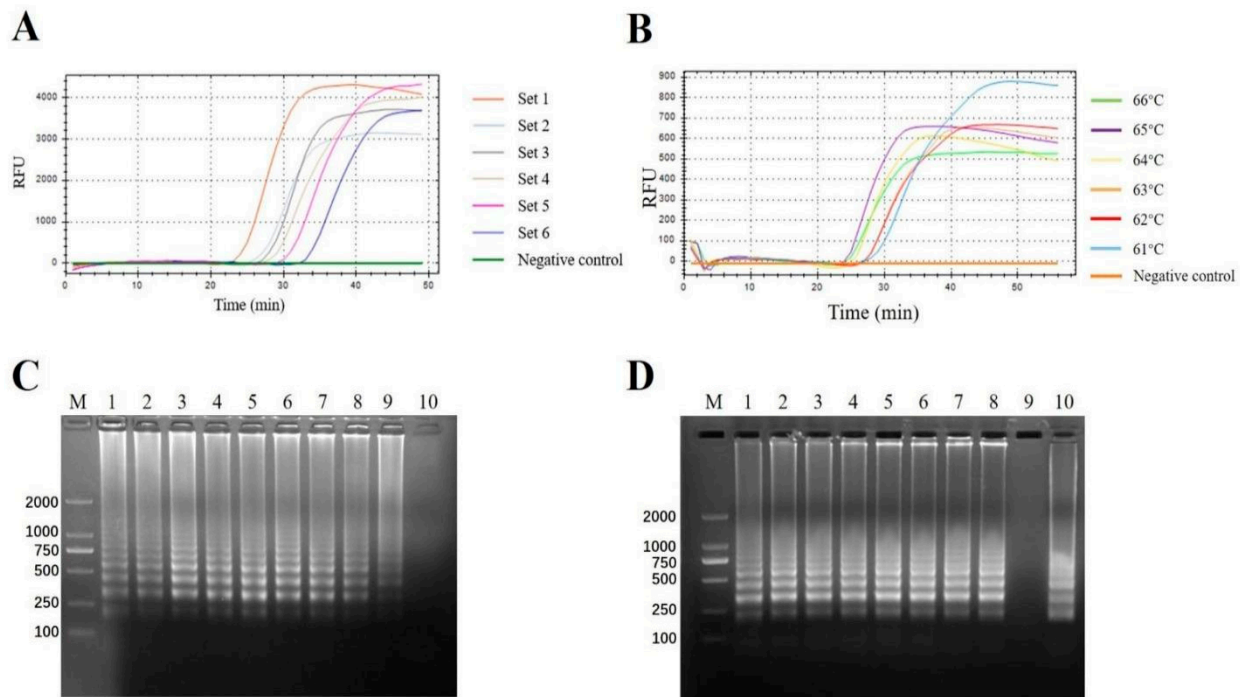 A
4000
3000
2000
1000
0
0 10 20 30 40 50
RFU
Time (min)
Set 1
Set 2
Set 3
Set 4
Set 5
Set 6
Negative control
B
900
800
700
600
500
400
300
200
100
0
0 10 20 30 40 50
RFU
Time (min)
66°C
65°C
64°C
63°C
62°C
61°C
Negative control
C
M 1 2 3 4 5 6 7 8 9 10
2000
1000
750
500
250
100
D
M 1 2 3 4 5 6 7 8 9 10
2000
1000
750
500
250
100